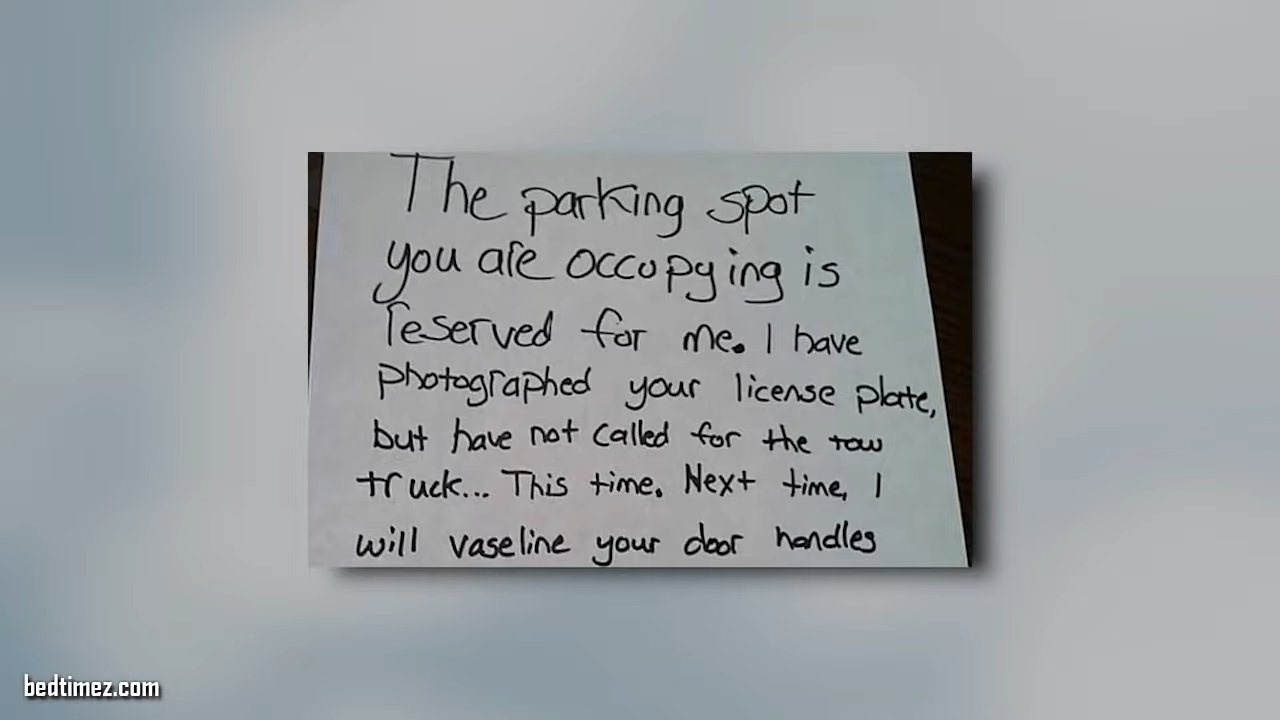 The parking spot
you are occupying is
reserved for me. I have
photographed your license plate,
but have not called for the tow
truck... This time. Next time, I
will vaseline your door handles
bedtimez.com